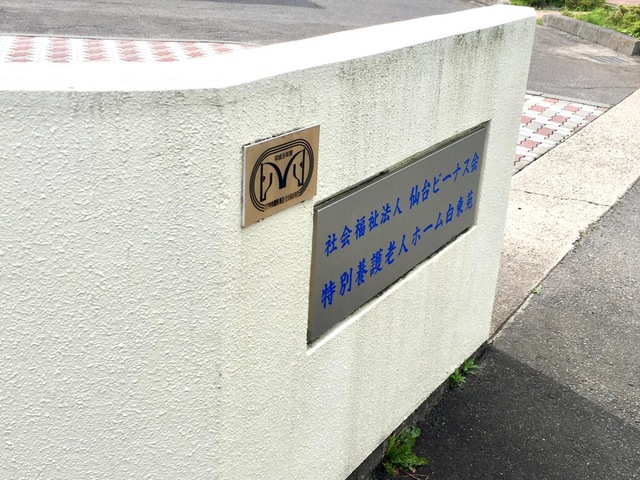 社会福祉法人 仙台ビーナス会
特別養護老人ホーム白東苑